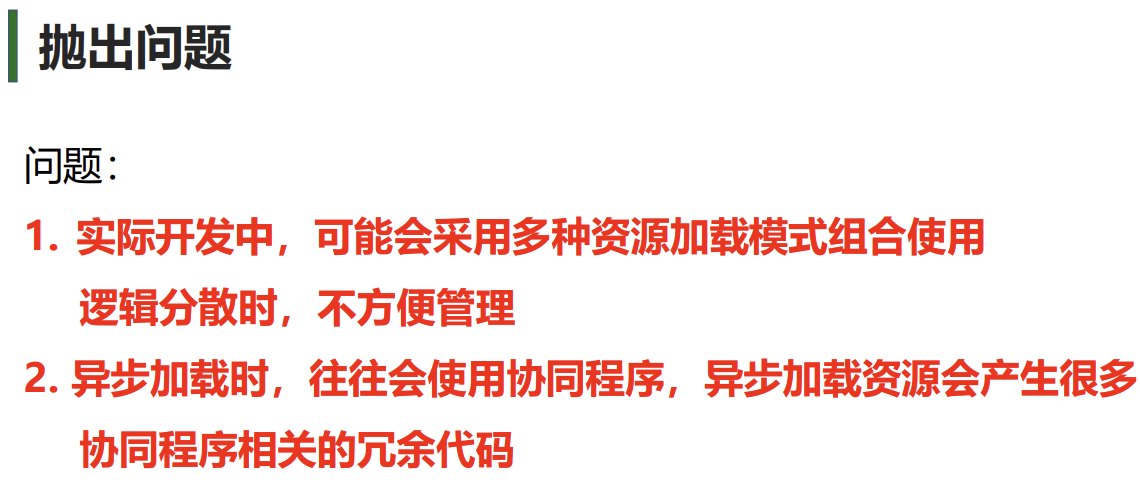 抛出问题
问题：
1. 实际开发中，可能会采用多种资源加载模式组合使用
逻辑分散时，不方便管理
2. 异步加载时，往往会使用协同程序，异步加载资源会产生很多
协同程序相关的冗余代码